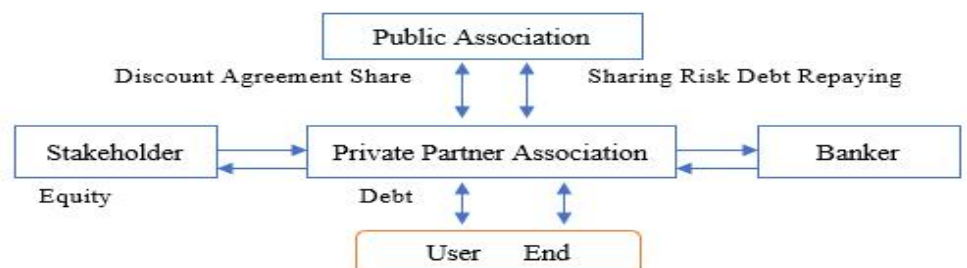 Public Association
Discount Agreement Share
Sharing Risk Debt Repaying
Stakeholder
Private Partner Association
Banker
Equity
Debt
User End